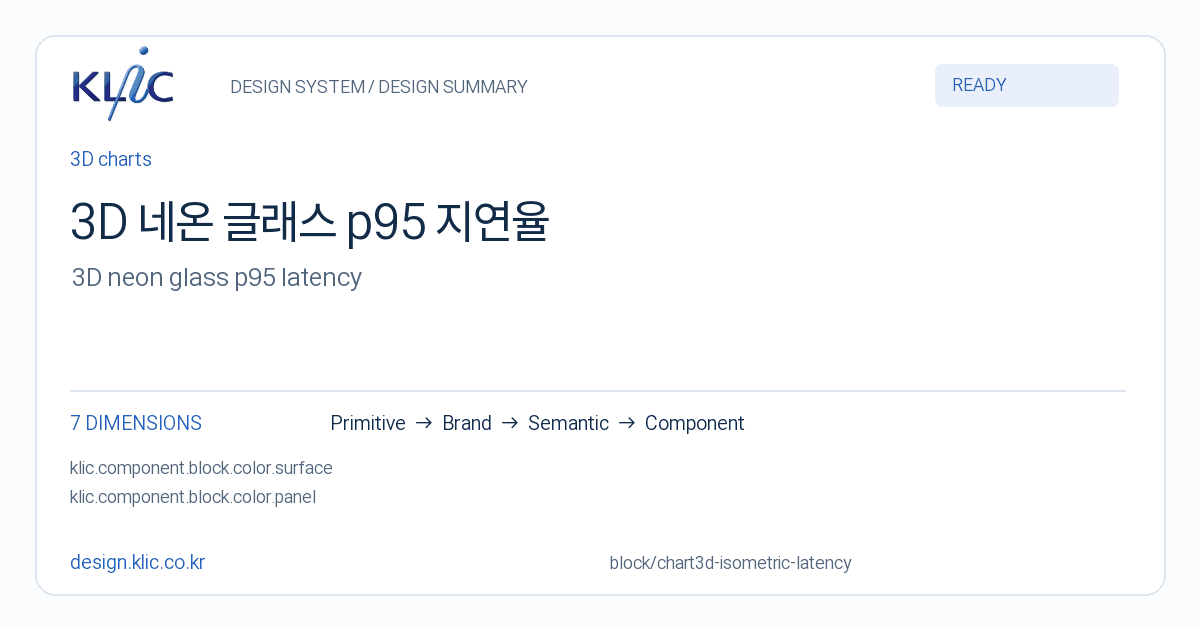 KLIC
DESIGN SYSTEM / DESIGN SUMMARY
READY
3D charts
3D 네온 글래스 p95 지연율
3D neon glass p95 latency
7 DIMENSIONS
Primitive → Brand → Semantic → Component
klic.component.block.color.surface
klic.component.block.color.panel
design.klic.co.kr
block/chart3d-isometric-latency